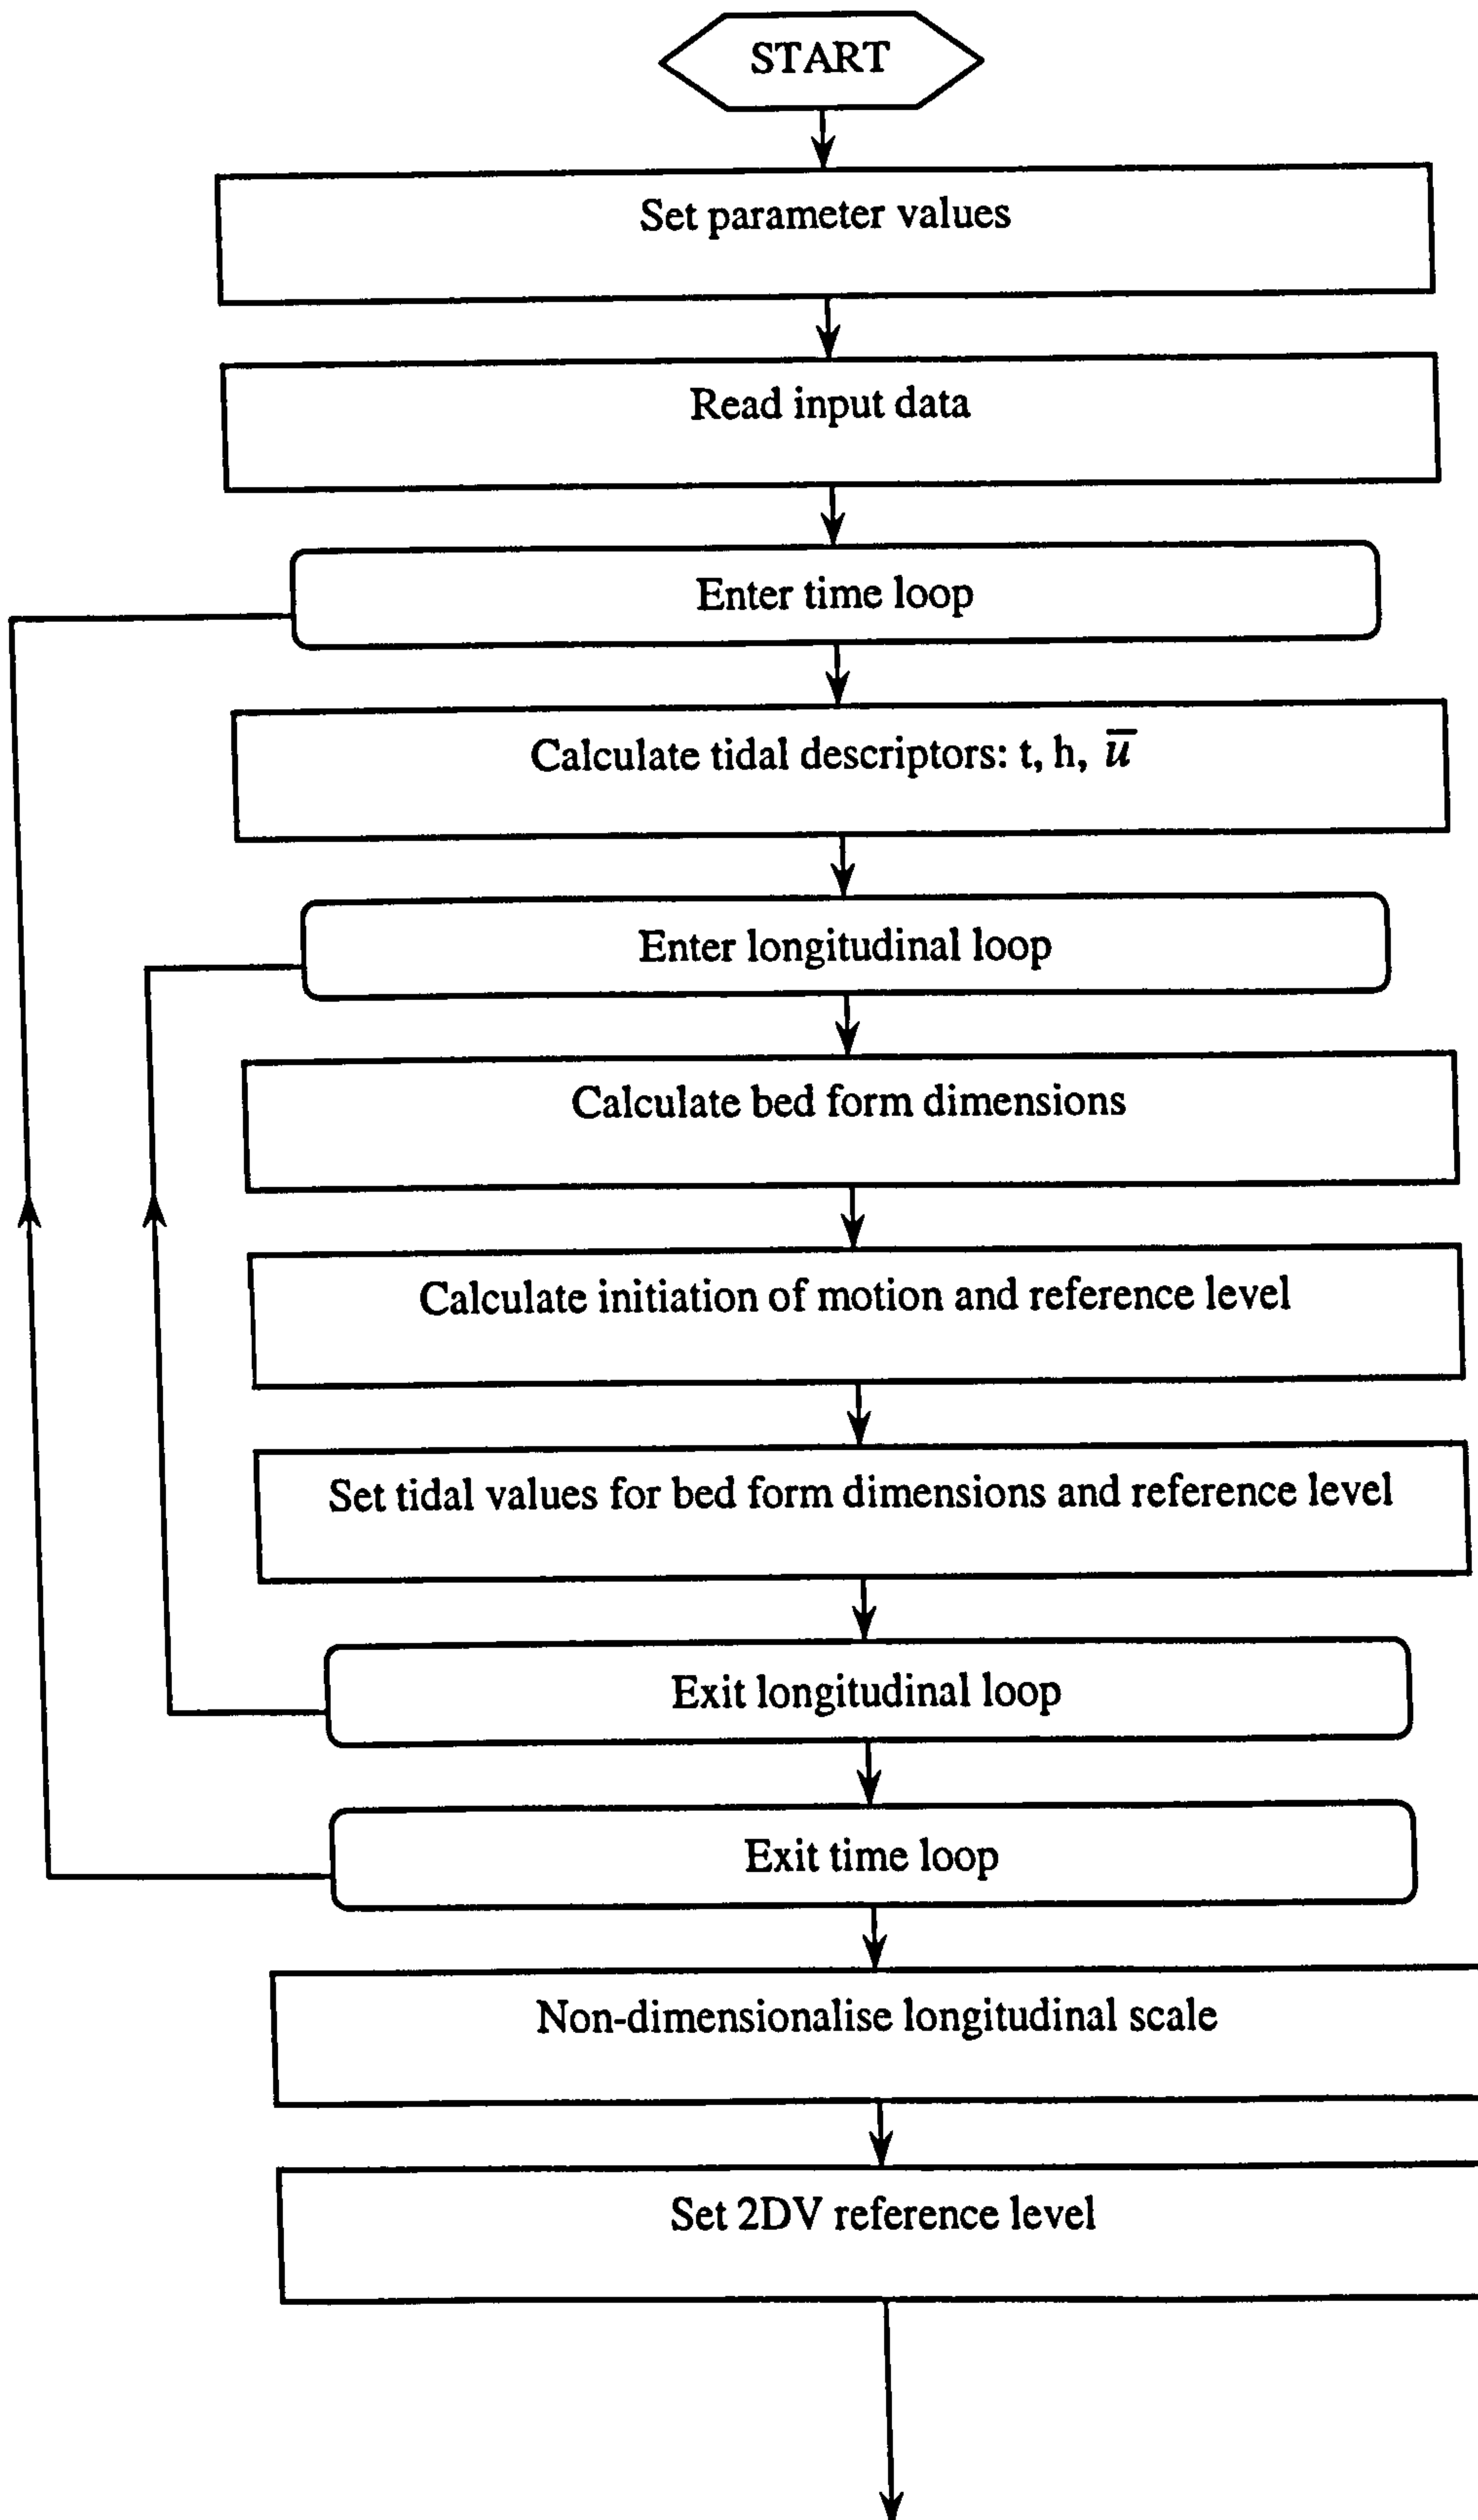 START
Set parameter values
Read input data
Enter time loop
Calculate tidal descriptors: t, h, u̅
Enter longitudinal loop
Calculate bed form dimensions
Calculate initiation of motion and reference level
Set tidal values for bed form dimensions and reference level
Exit longitudinal loop
Exit time loop
Non-dimensionalise longitudinal scale
Set 2DV reference level